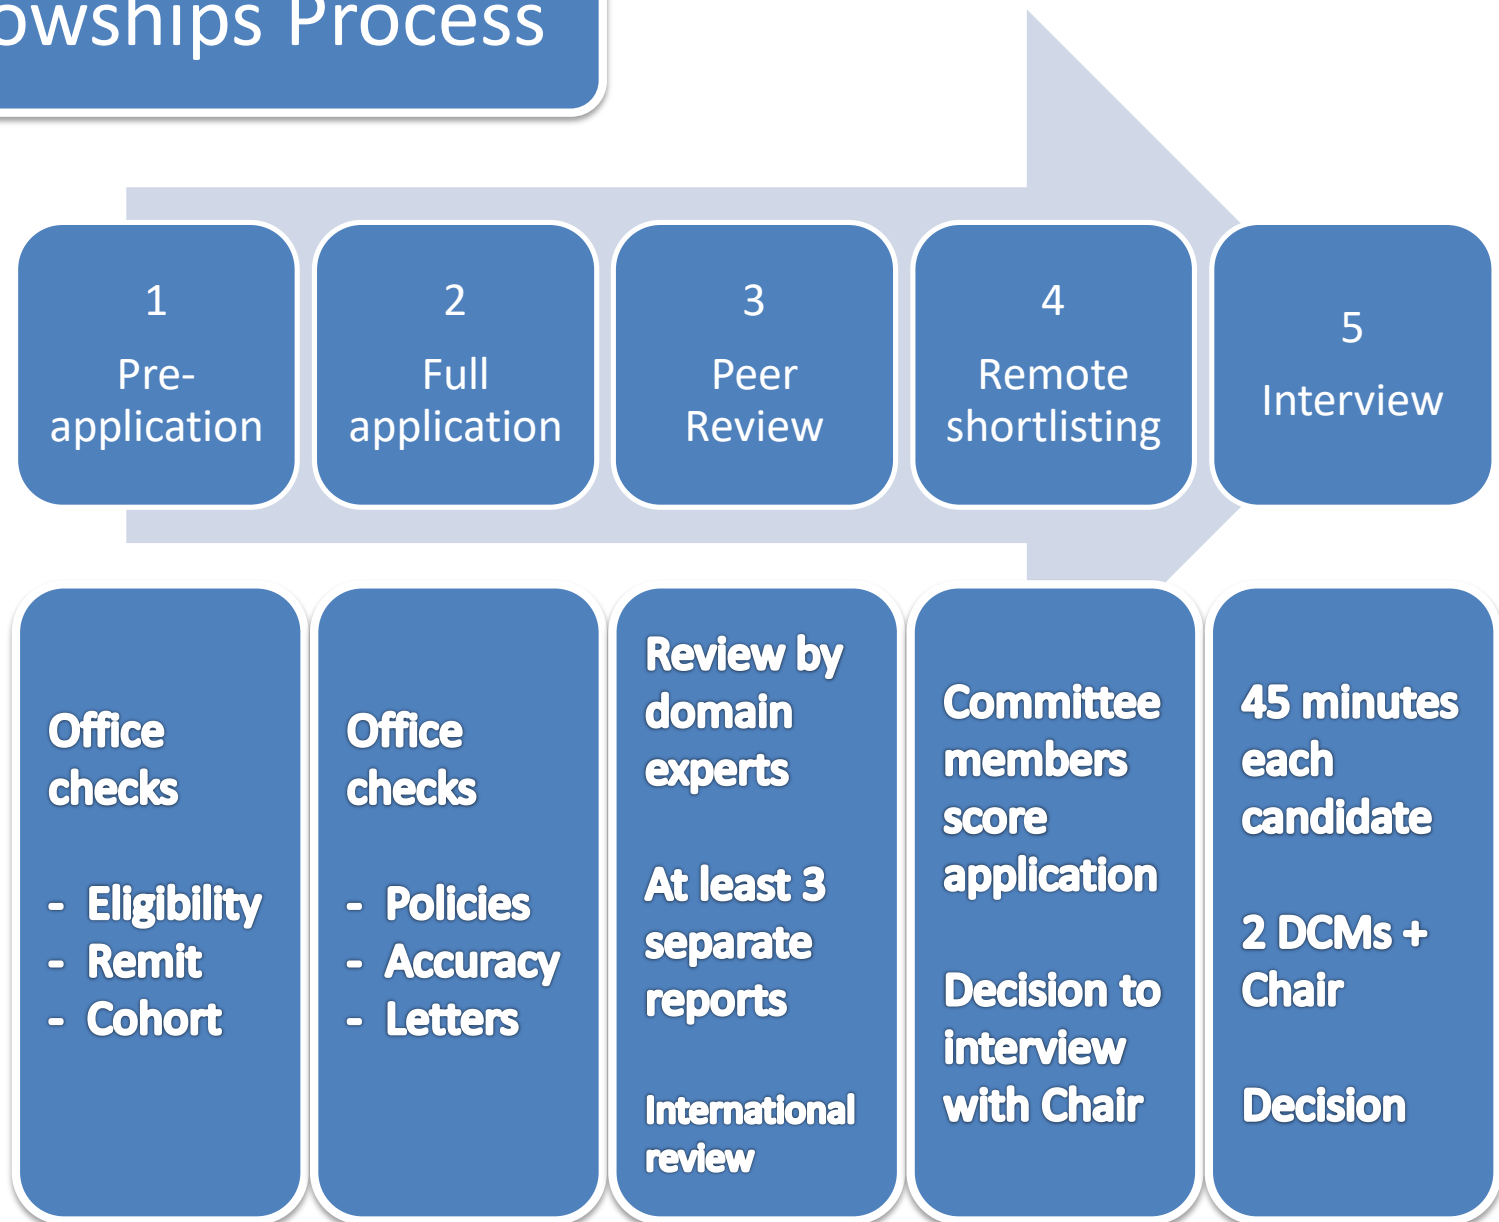 owships Process
1
Pre-
application
2
Full
application
3
Peer
Review
4
Remote
shortlisting
5
Interview
Office
checks
- Eligibility
- Remit
- Cohort
Office
checks
- Policies
- Accuracy
- Letters
Review by
domain
experts
At least 3
separate
reports
International
review
Committee
members
score
application
Decision to
interview
with Chair
45 minutes
each
candidate
2 DCMs +
Chair
Decision